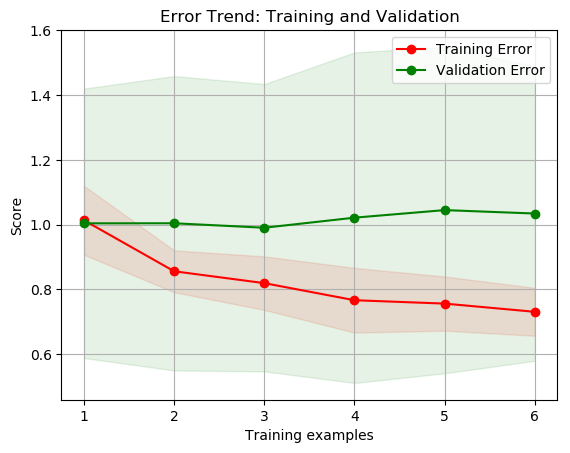 Error Trend: Training and Validation
Training Error
Validation Error
Score
1.6
1.4
1.2
1.0
0.8
0.6
1 2 3 4 5 6
Training examples